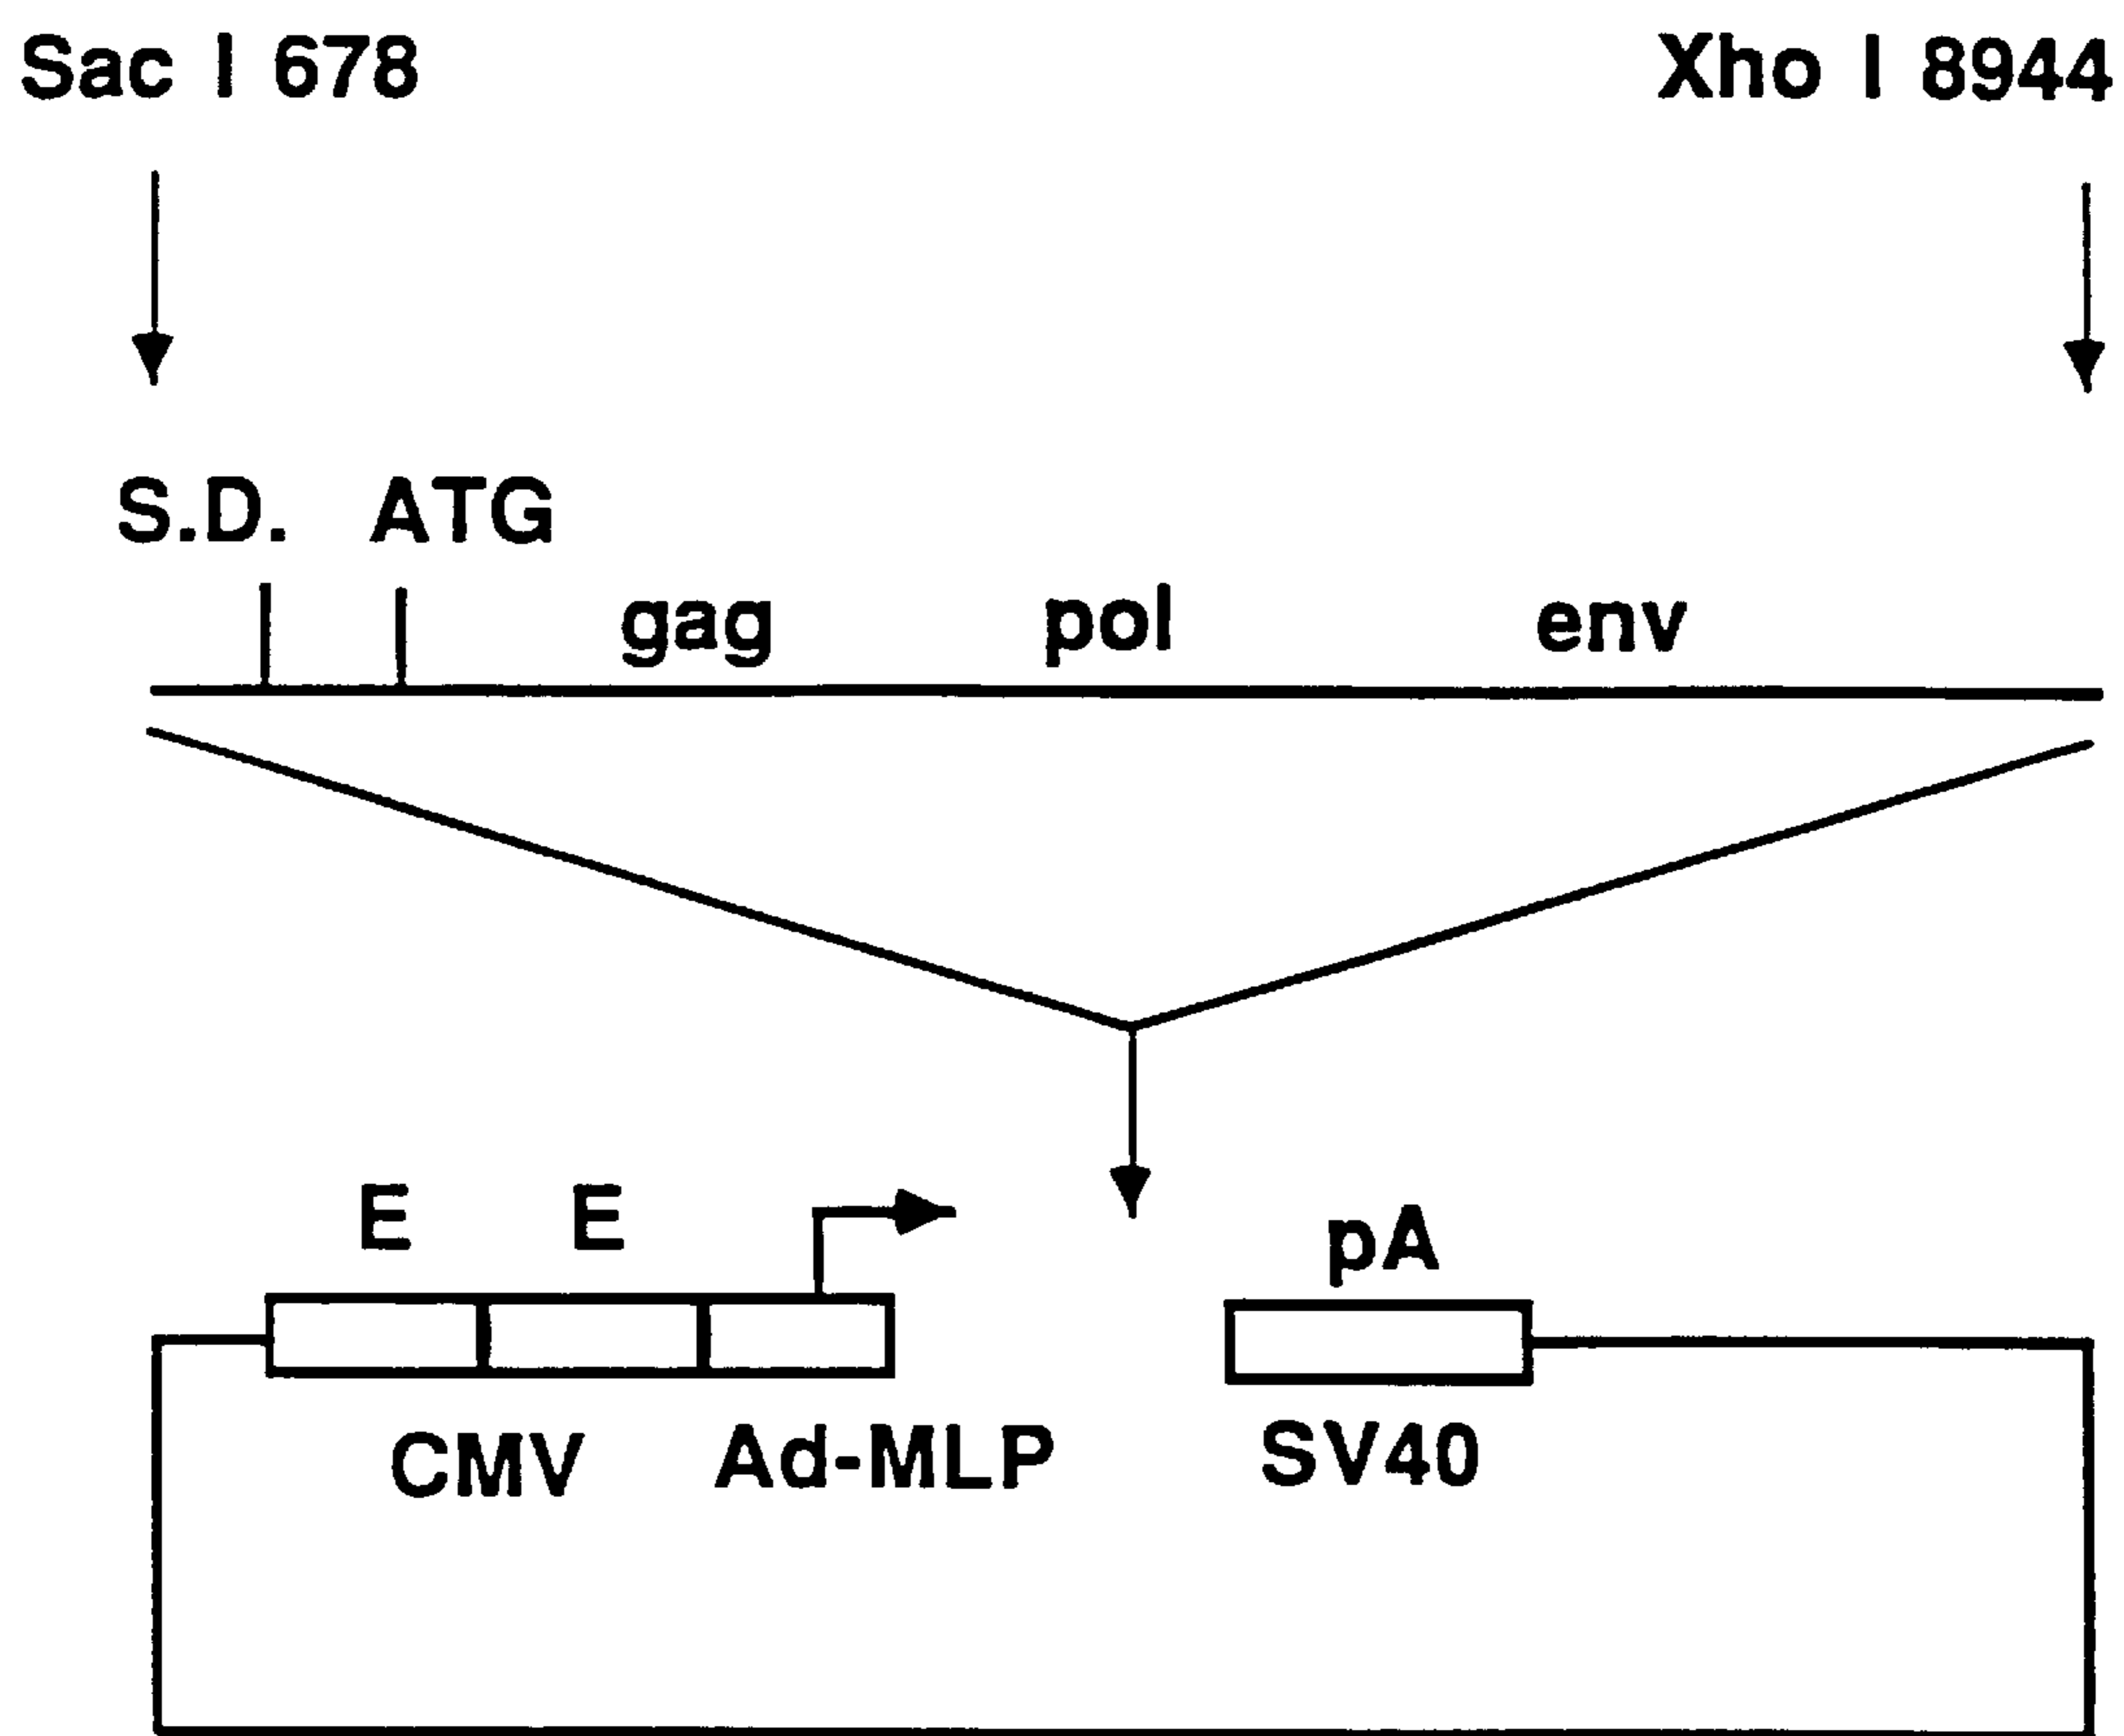 Sac I 678 Xho I 8944
S.D. ATG
gag pol env
E E pA
CMV Ad-MLP SV40